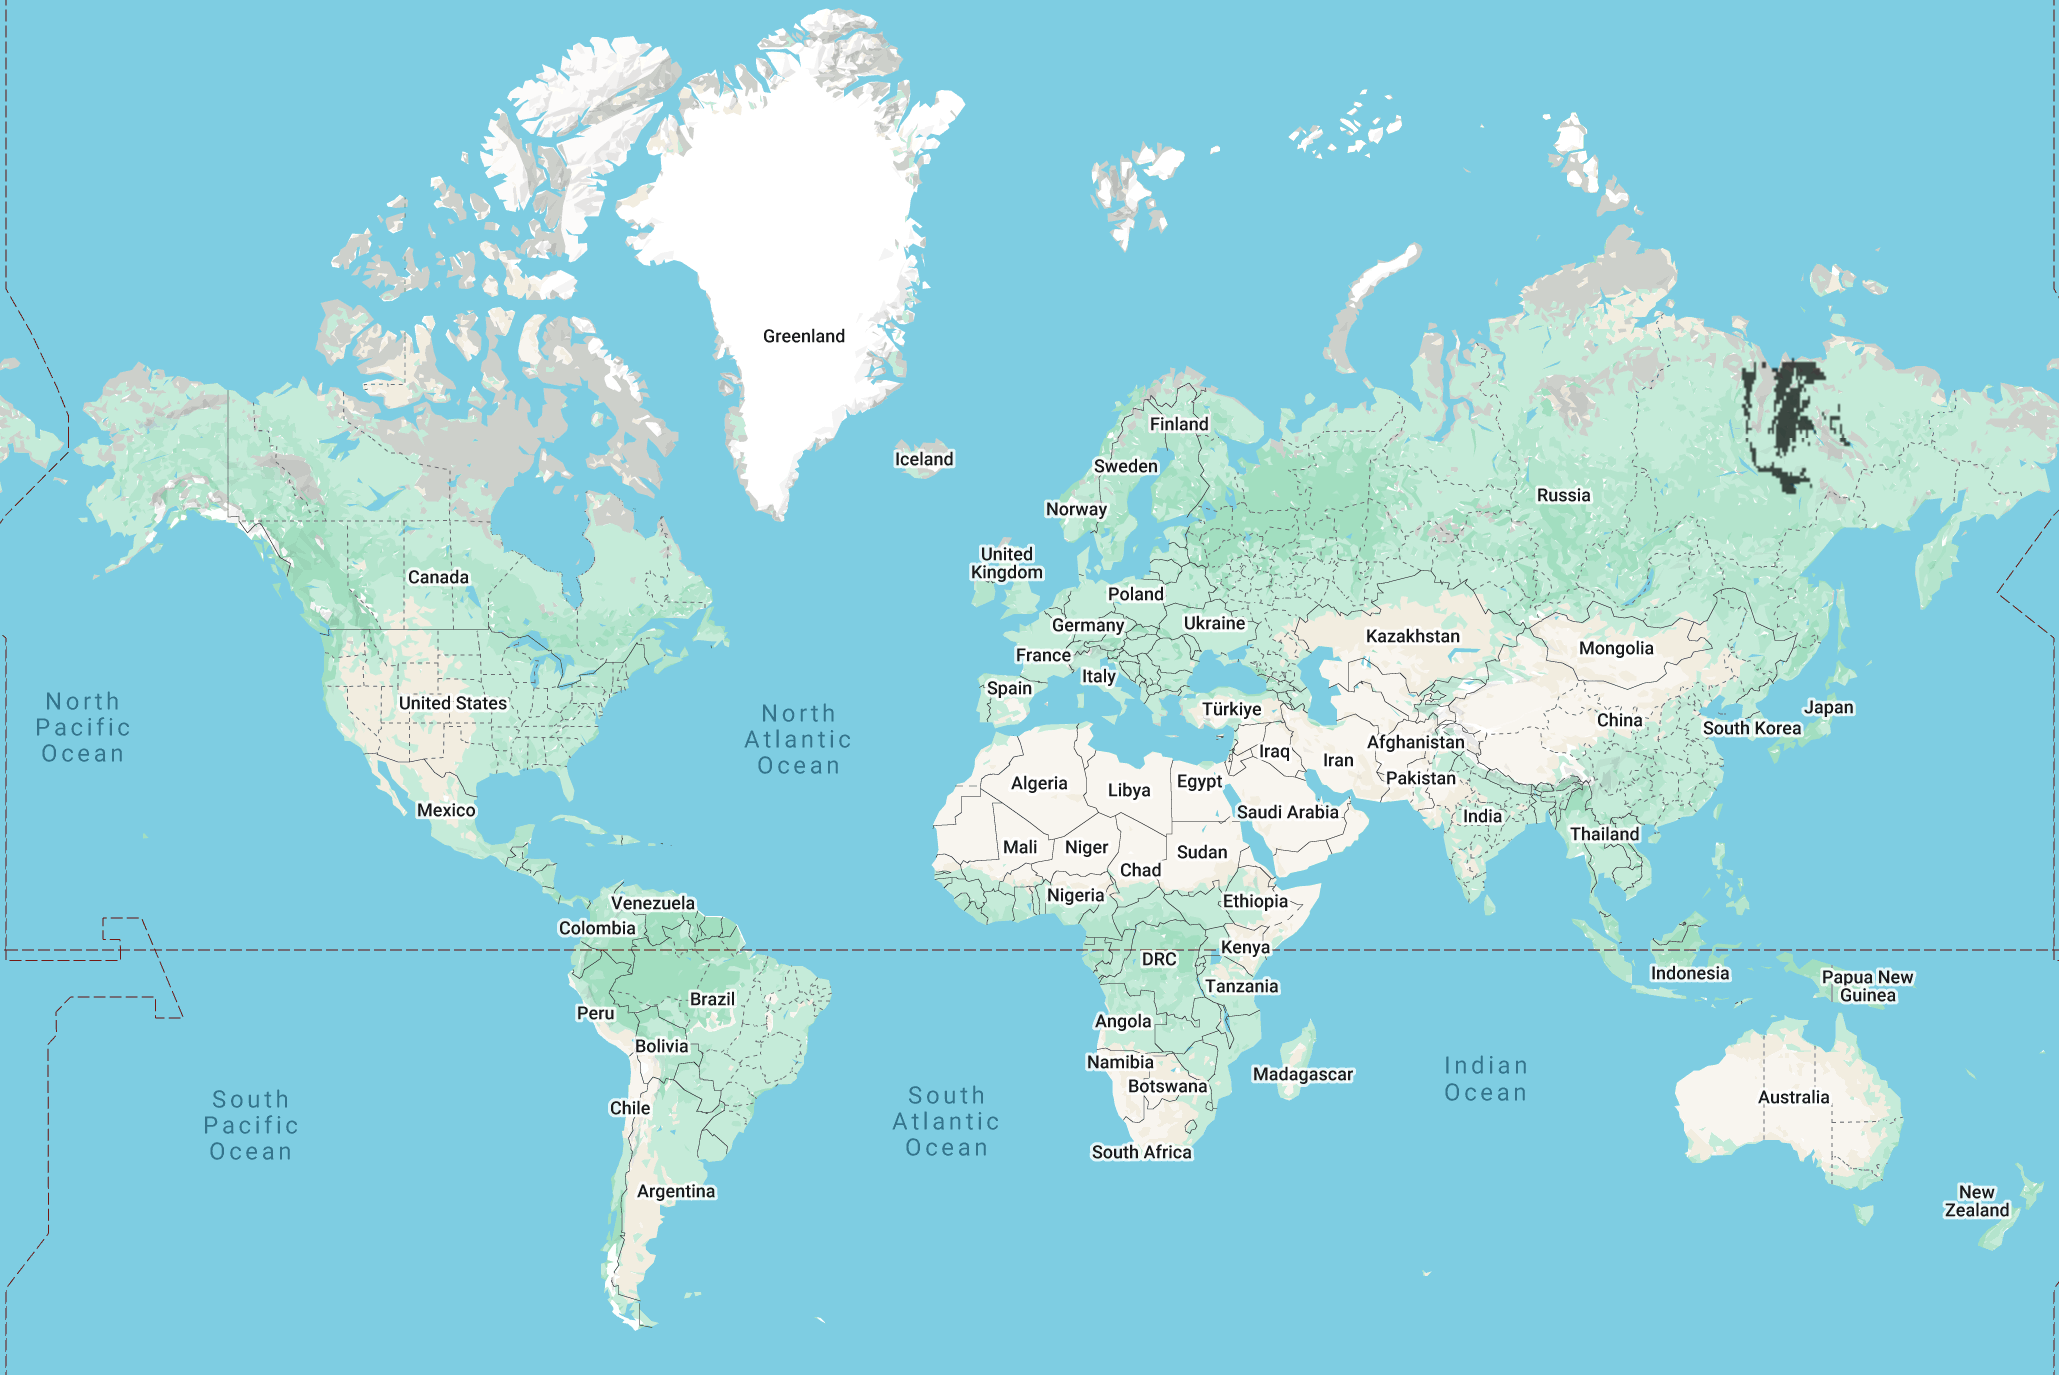 Greenland
Finland
Iceland
Sweden
Russia
Norway
United
Kingdom
Canada
Poland
Germany
Ukraine
Kazakhstan
Mongolia
France
Italy
Spain
United States
Türkiye
Japan
China
South Korea
North
Pacific
Ocean
North
Atlantic
Ocean
Iraq
Afghanistan
Iran
Pakistan
Algeria
Libya
Egypt
Saudi Arabia
Mexico
India
Thailand
Mali
Niger
Chad
Sudan
Nigeria
Ethiopia
Venezuela
Colombia
Kenya
DRC
Tanzania
Indonesia
Papua New
Guinea
Peru
Brazil
Angola
Bolivia
Namibia
Botswana
Madagascar
Indian
Ocean
Chile
Australia
South
Pacific
Ocean
South
Atlantic
Ocean
South Africa
Argentina
New
Zealand